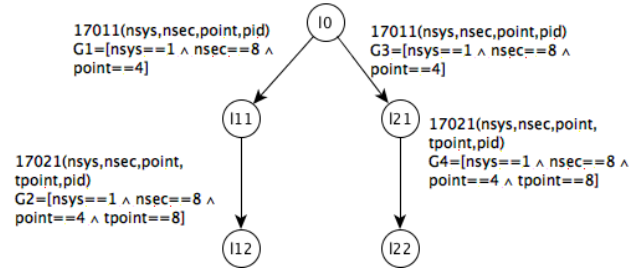 l0
17011(nsys,nsec,point,pid)
G1=[nsys==1 ∧ nsec==8 ∧
point==4]
17011(nsys,nsec,point,pid)
G3=[nsys==1 ∧ nsec==8 ∧
point==4]
l11
l21
17021(nsys,nsec,point,
tpoint,pid)
G2=[nsys==1 ∧ nsec==8 ∧
point==4 ∧ tpoint==8]
17021(nsys,nsec,point,
tpoint,pid)
G4=[nsys==1 ∧ nsec==8 ∧
point==4 ∧ tpoint==8]
l12
l22